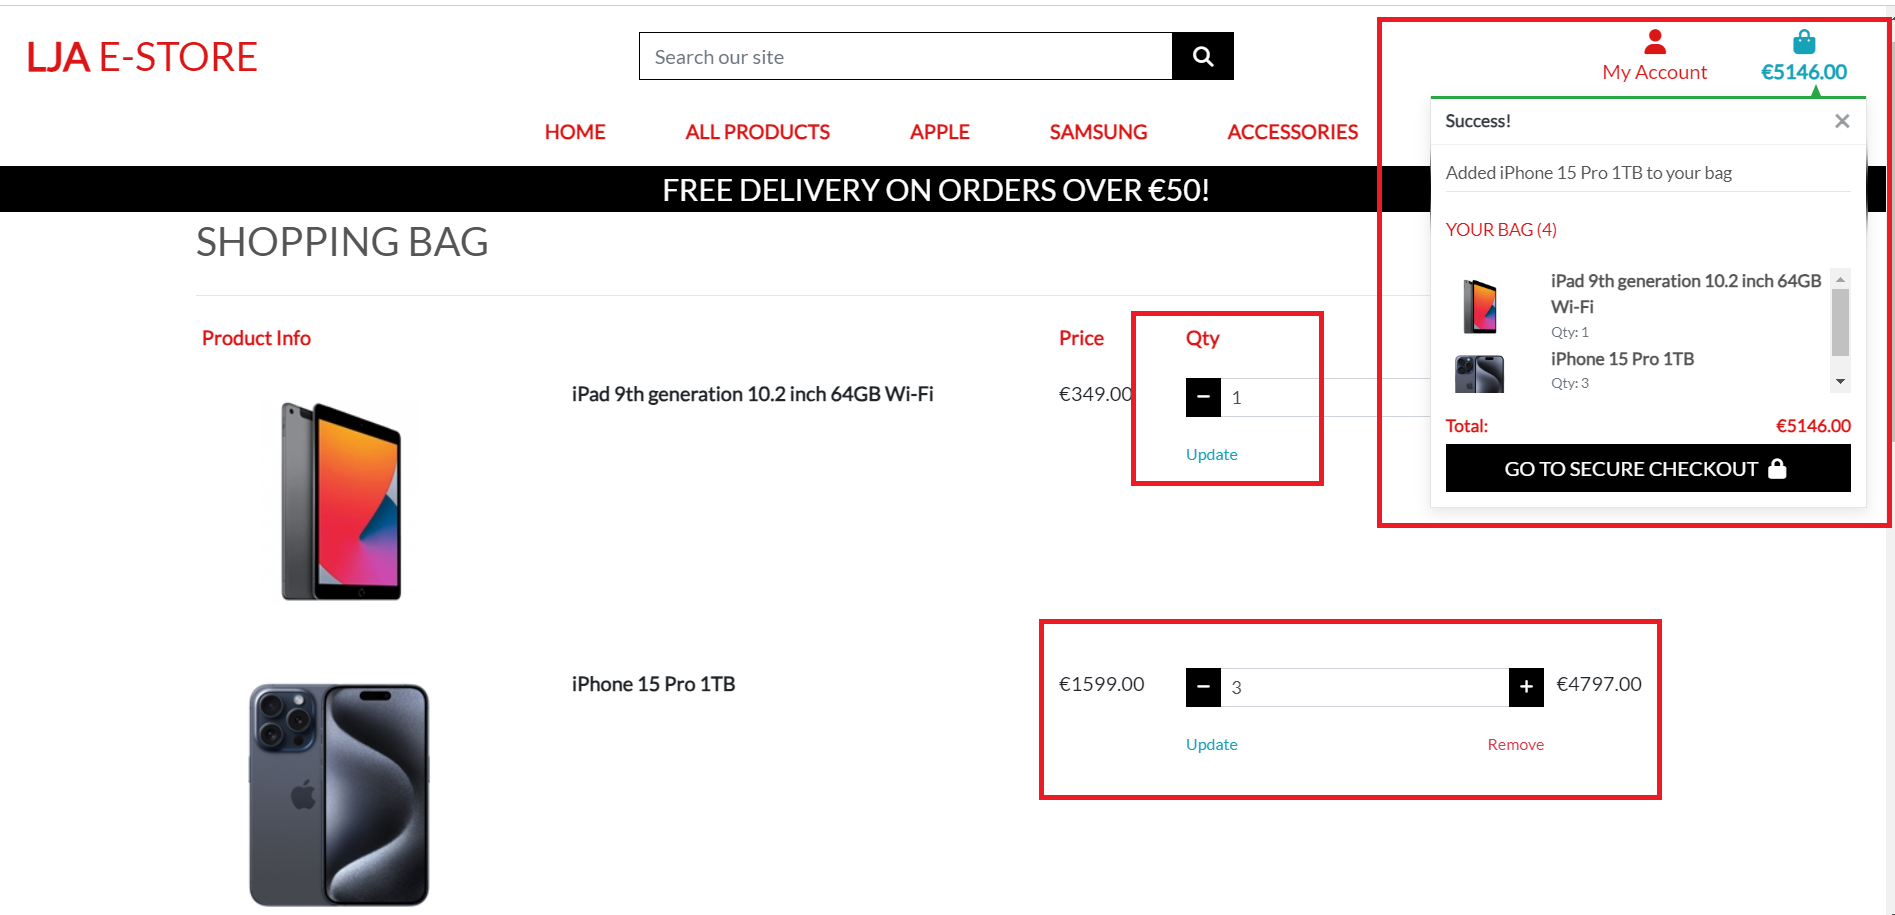 LJA E-STORE
Search our site
My Account
€5146.00
HOME ALL PRODUCTS APPLE SAMSUNG ACCESSORIES
FREE DELIVERY ON ORDERS OVER €50!
Success!
Added iPhone 15 Pro 1TB to your bag
YOUR BAG (4)
iPad 9th generation 10.2 inch 64GB
Wi-Fi
Qty: 1
iPhone 15 Pro 1TB
Qty: 3
Total: €5146.00
GO TO SECURE CHECKOUT
SHOPPING BAG
Product Info Price Qty
iPad 9th generation 10.2 inch 64GB Wi-Fi €349.00 1
Update
iPhone 15 Pro 1TB €1599.00 3 €4797.00
Update Remove